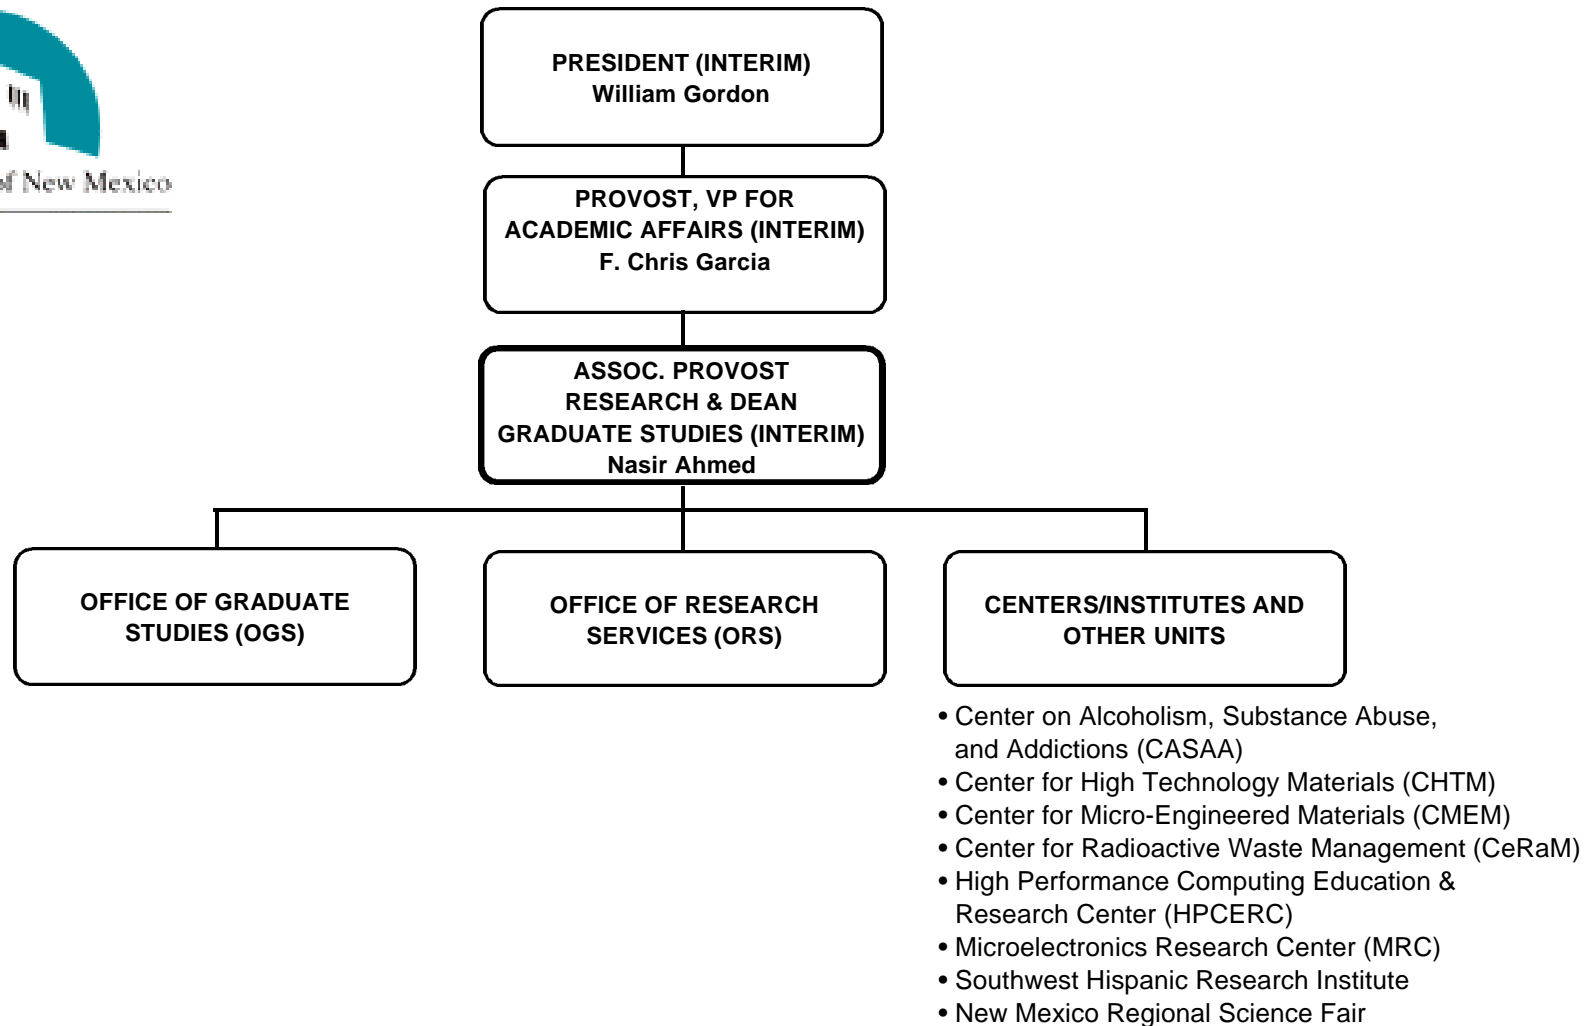 of New Mexico
PRESIDENT (INTERIM)
William Gordon
PROVOST, VP FOR
ACADEMIC AFFAIRS (INTERIM)
F. Chris Garcia
ASSOC. PROVOST
RESEARCH & DEAN
GRADUATE STUDIES (INTERIM)
Nasir Ahmed
OFFICE OF GRADUATE
STUDIES (OGS)
OFFICE OF RESEARCH
SERVICES (ORS)
CENTERS/INSTITUTES AND
OTHER UNITS
• Center on Alcoholism, Substance Abuse,
and Addictions (CASAA)
• Center for High Technology Materials (CHTM)
• Center for Micro-Engineered Materials (CMEM)
• Center for Radioactive Waste Management (CeRaM)
• High Performance Computing Education &
Research Center (HPCERC)
• Microelectronics Research Center (MRC)
• Southwest Hispanic Research Institute
• New Mexico Regional Science Fair